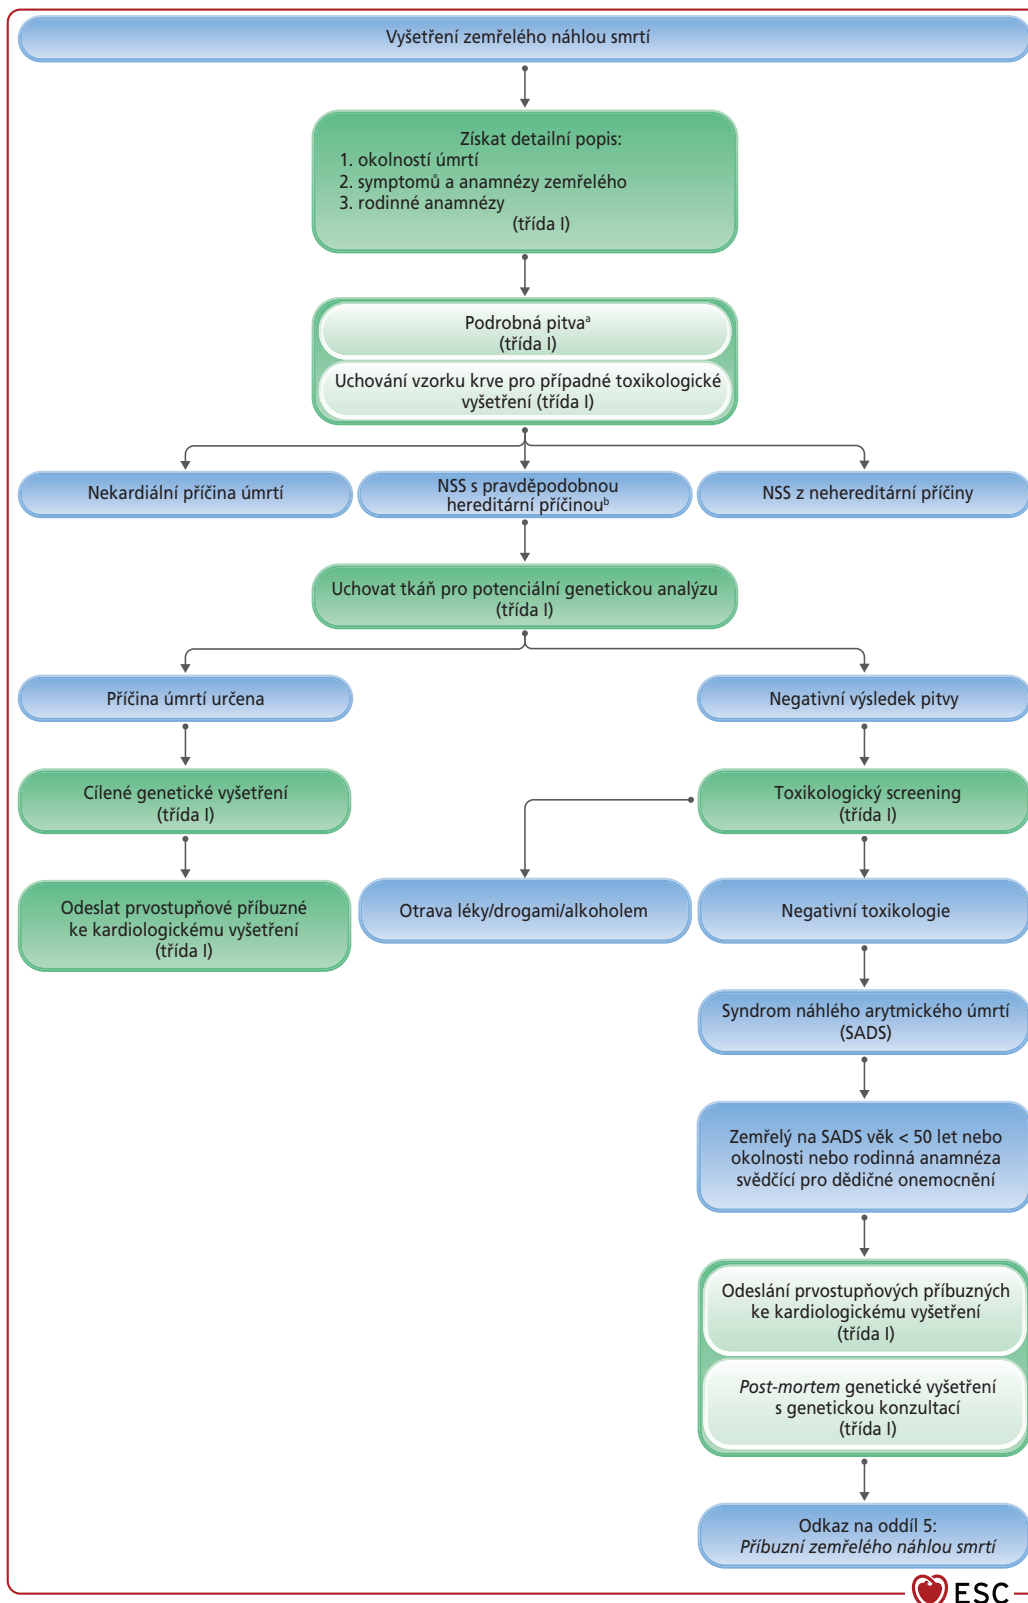 Vyšetření zemřelého náhlou smrtí
Získat detailní popis:
1. okolností úmrtí
2. symptomů a anamnézy zemřelého
3. rodinné anamnézy
(třída I)
Podrobná pitvaᵃ
(třída I)
Uchování vzorku krve pro případné toxikologické
vyšetření (třída I)
Nekardiální příčina úmrtí
NSS s pravděpodobnou
hereditární příčinouᵇ
NSS z nehereditární příčiny
Uchovat tkáň pro potenciální genetickou analýzu
(třída I)
Příčina úmrtí určena
Negativní výsledek pitvy
Cílené genetické vyšetření
(třída I)
Toxikologický screening
(třída I)
Odeslat prvostupňové příbuzné
ke kardiologickému vyšetření
(třída I)
Otrava léky/drogami/alkoholem
Negativní toxikologie
Syndrom náhlého arytmického úmrtí
(SADS)
Zemřelý na SADS věk < 50 let nebo
okolnosti nebo rodinná anamnéza
svědčící pro dědičné onemocnění
Odeslání prvostupňových příbuzných
ke kardiologickému vyšetření
(třída I)
Post-mortem genetické vyšetření
s genetickou konzultací
(třída I)
Odkaz na oddíl 5:
Příbuzní zemřelého náhlou smrtí
ESC